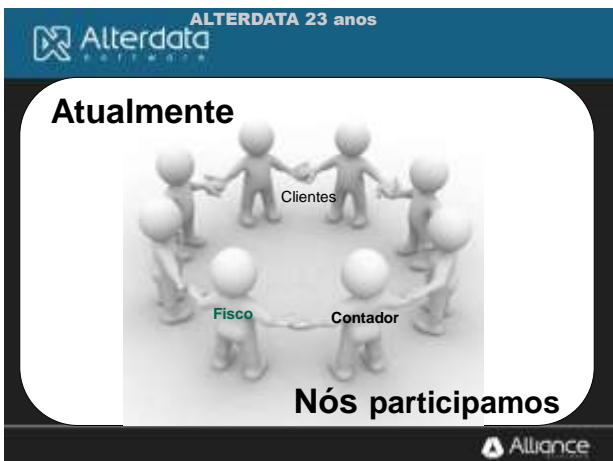 ALTERDATA 23 anos
Alterdata
software
Atualmente
Clientes
Fisco
Contador
Nós participamos
Alliance